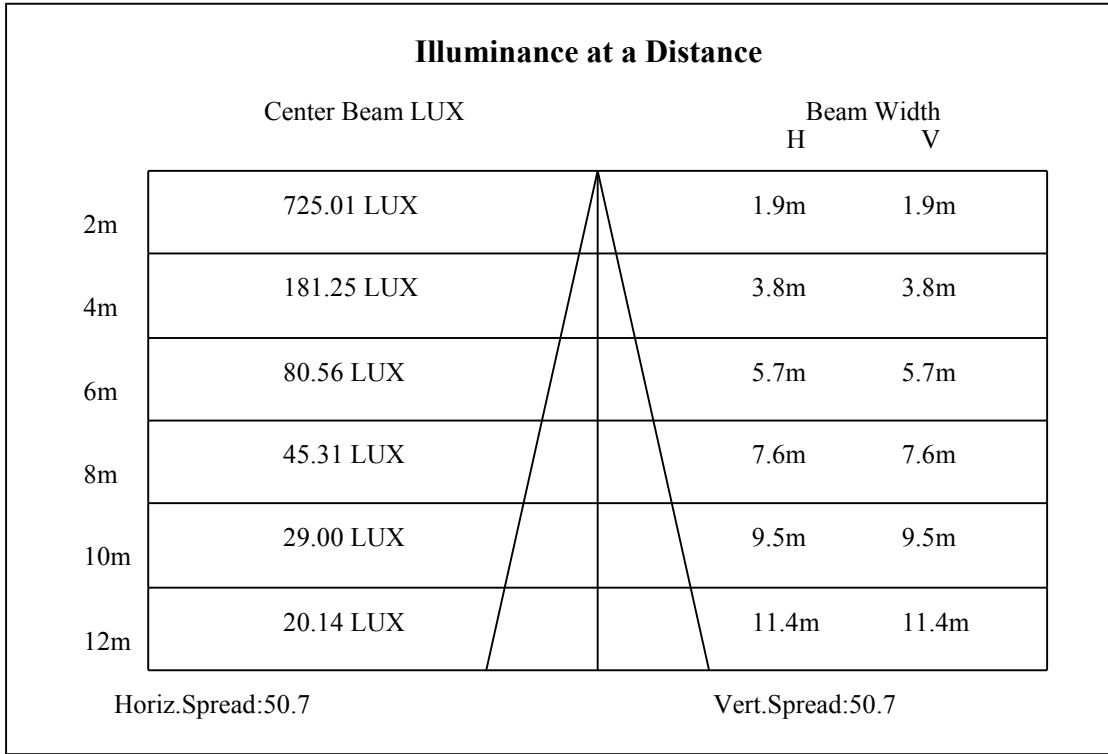 Illuminance at a Distance
Center Beam LUX Beam Width
H V
2m 725.01 LUX 1.9m 1.9m
4m 181.25 LUX 3.8m 3.8m
6m 80.56 LUX 5.7m 5.7m
8m 45.31 LUX 7.6m 7.6m
10m 29.00 LUX 9.5m 9.5m
12m 20.14 LUX 11.4m 11.4m
Horiz.Spread:50.7 Vert.Spread:50.7